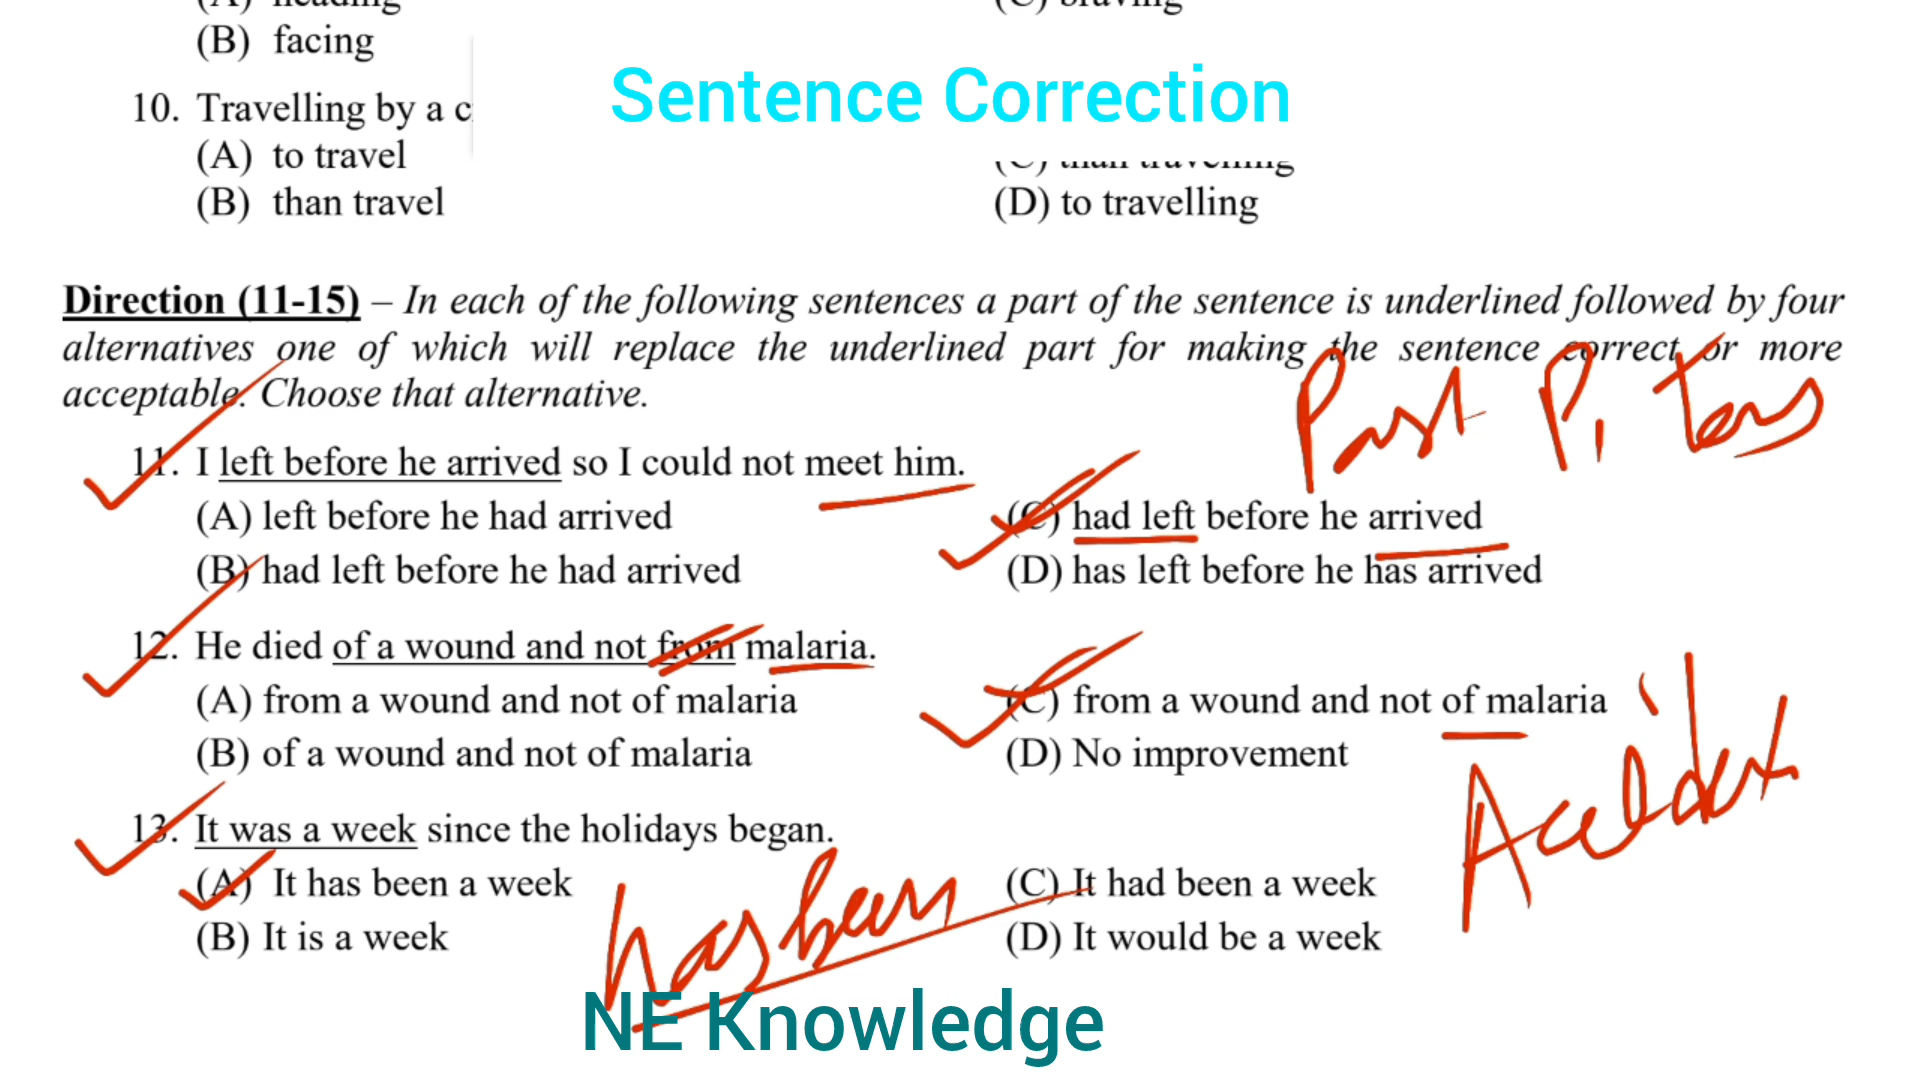 (B) facing
Sentence Correction
10. Travelling by a c
(A) to travel
(C) than travelling
(B) than travel
(D) to travelling
Direction (11-15) – In each of the following sentences a part of the sentence is underlined followed by four
alternatives one of which will replace the underlined part for making the sentence correct or more
acceptable. Choose that alternative.
Past P. tens
11. I left before he arrived so I could not meet him.
(A) left before he had arrived
(C) had left before he arrived
(B) had left before he had arrived
(D) has left before he has arrived
12. He died of a wound and not from malaria.
(A) from a wound and not of malaria
(C) from a wound and not of malaria
(B) of a wound and not of malaria
(D) No improvement
13. It was a week since the holidays began.
(A) It has been a week
(C) It had been a week
(B) It is a week
(D) It would be a week
has been
NE Knowledge